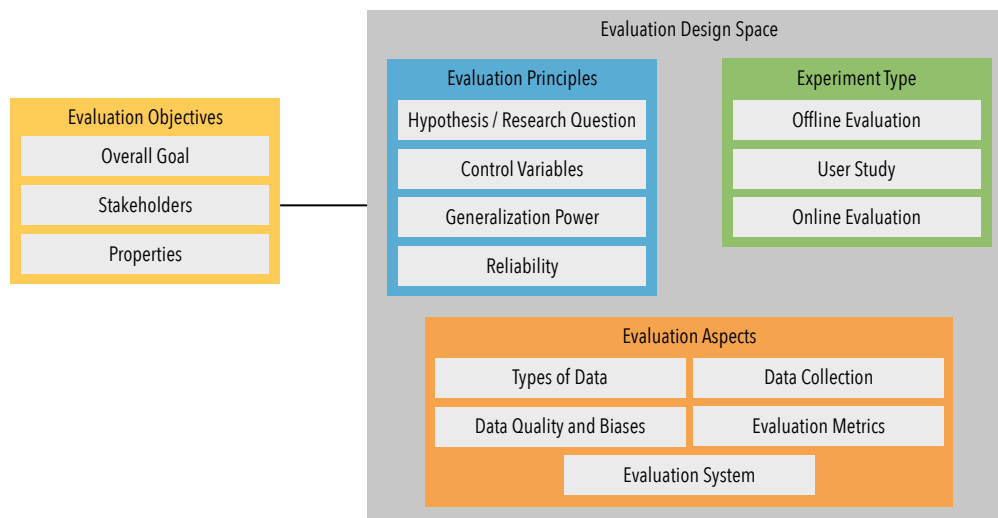 Evaluation Objectives
Overall Goal
Stakeholders
Properties
Evaluation Design Space
Evaluation Principles
Hypothesis / Research Question
Control Variables
Generalization Power
Reliability
Experiment Type
Offline Evaluation
User Study
Online Evaluation
Evaluation Aspects
Types of Data
Data Collection
Data Quality and Biases
Evaluation Metrics
Evaluation System